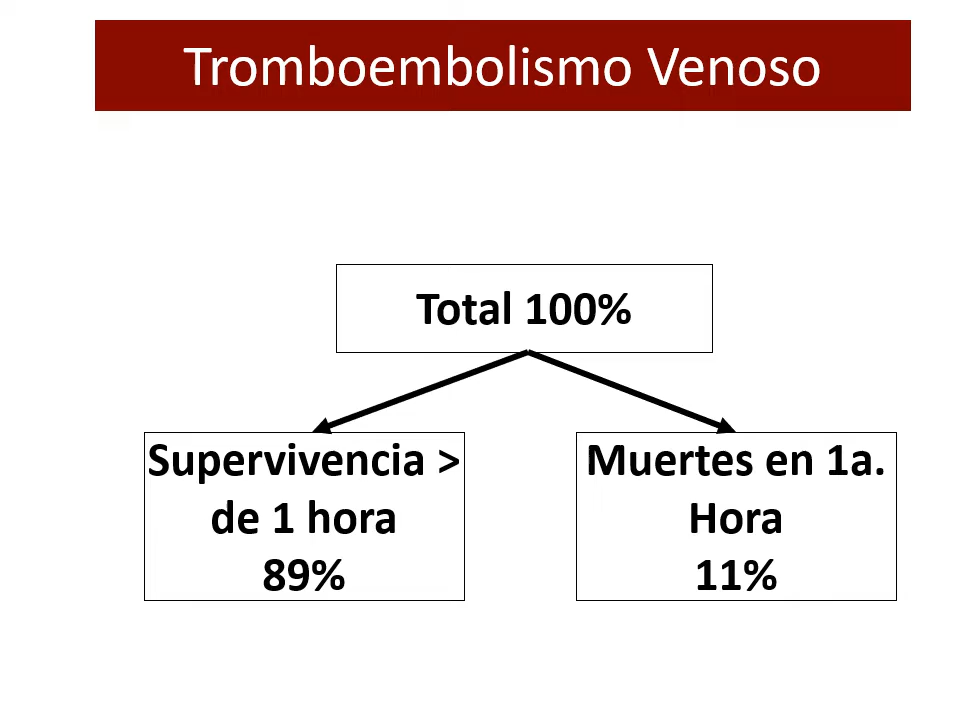 Tromboembolismo Venoso
Total 100%
Supervivencia >
de 1 hora
89%
Muertes en 1a.
Hora
11%